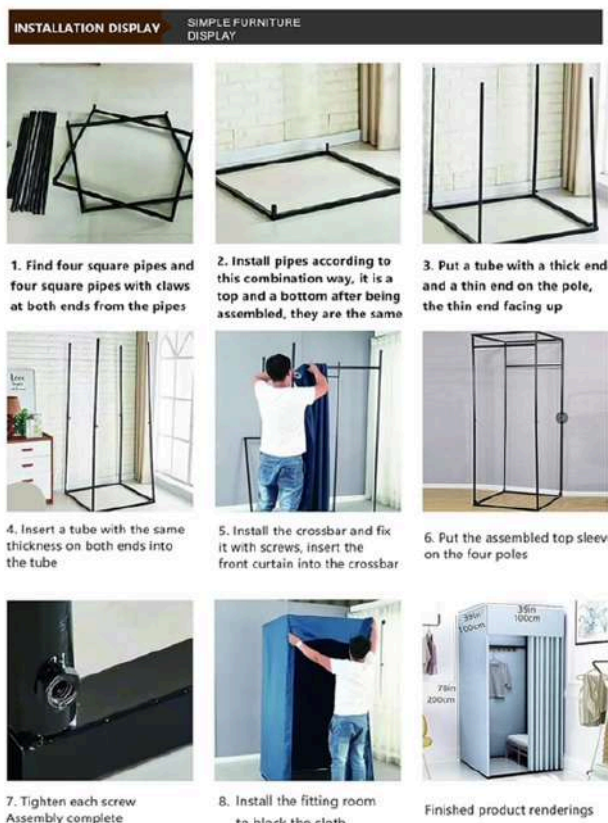 INSTALLATION DISPLAY
SIMPLE FURNITURE
DISPLAY
1. Find four square pipes and
four square pipes with claws
at both ends from the pipes
2. Install pipes according to
this combination way, it is a
top and a bottom after being
assembled, they are the same
3. Put a tube with a thick end
and a thin end on the pole,
the thin end facing up
4. Insert a tube with the same
thickness on both ends into
the tube
5. Install the crossbar and fix
it with screws, insert the
front curtain into the crossbar
6. Put the assembled top sleeve
on the four poles
7. Tighten each screw
Assembly complete
8. Install the fitting room
to block the cloth
39in
100cm
39in
100cm
78in
200cm
Finished product renderings